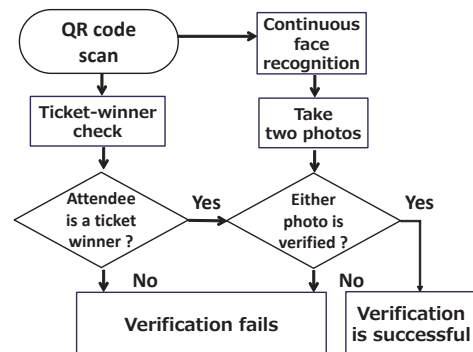 QR code
scan
Continuous
face
recognition
Ticket-winner
check
Take
two photos
Attendee
is a ticket
winner ?
Yes
Either
photo is
verified ?
Yes
No
No
Verification fails
Verification
is successful